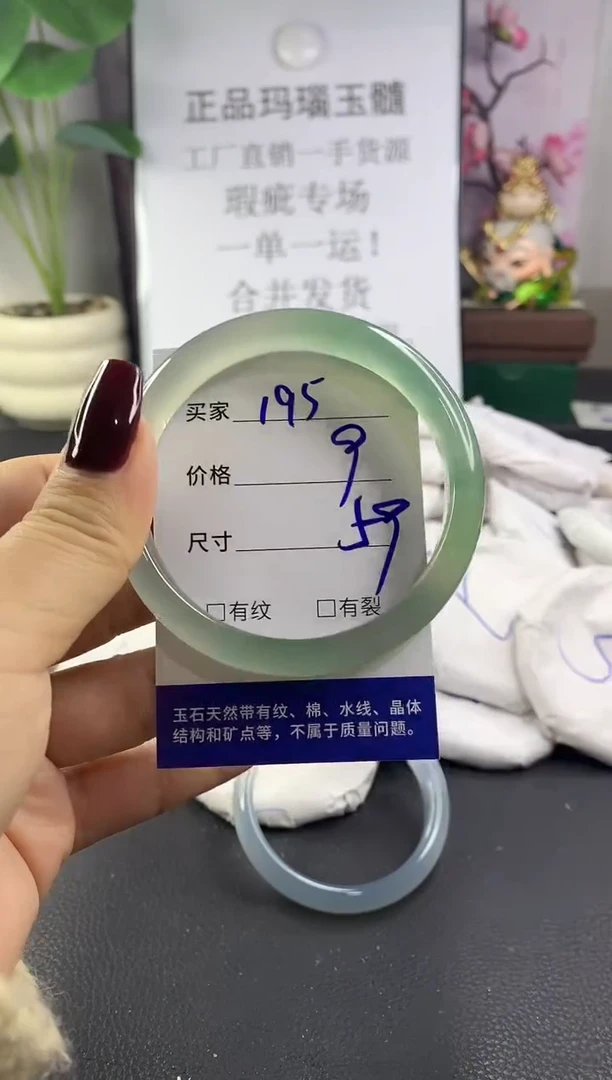 正品玛瑙玉髓
工厂直销一手货源
瑕疵专场
一单一运!
合并发货
买家 195
价格 9
尺寸 59
□有纹 □有裂
玉石天然带有纹、棉、水线、晶体
结构和矿点等，不属于质量问题。